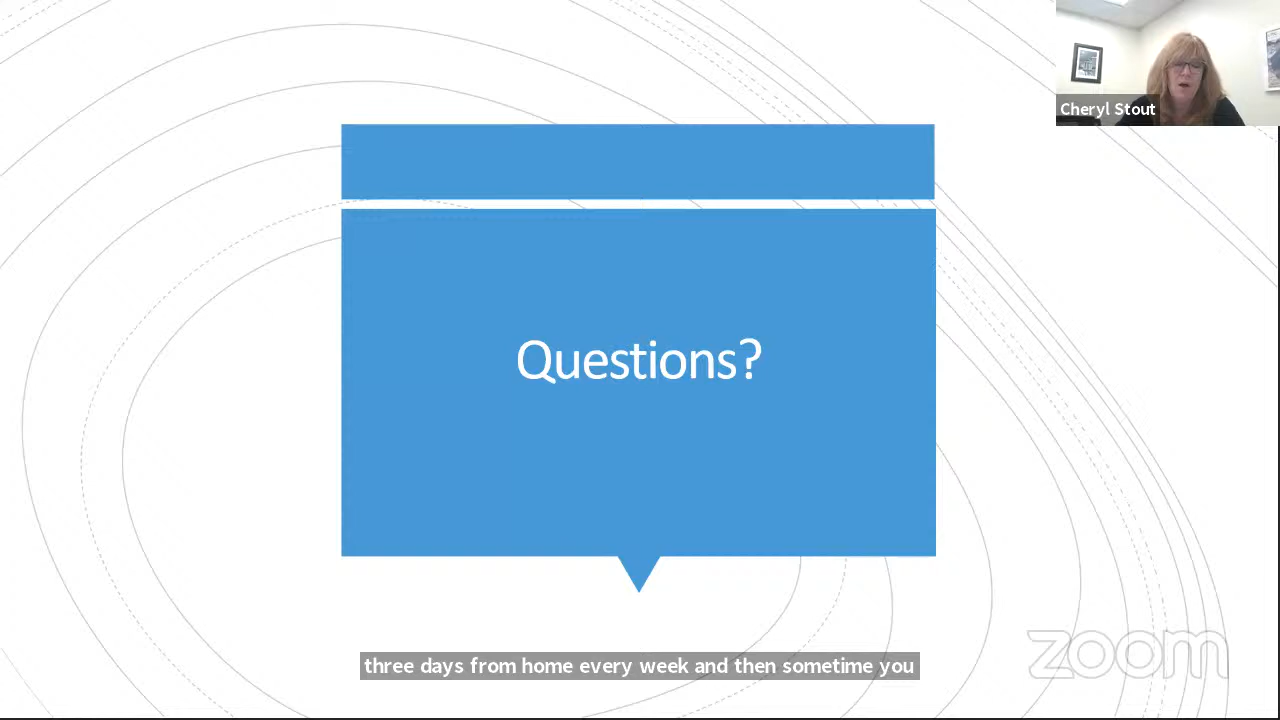 Cheryl Stout
Questions?
three days from home every week and then sometime you
zoom